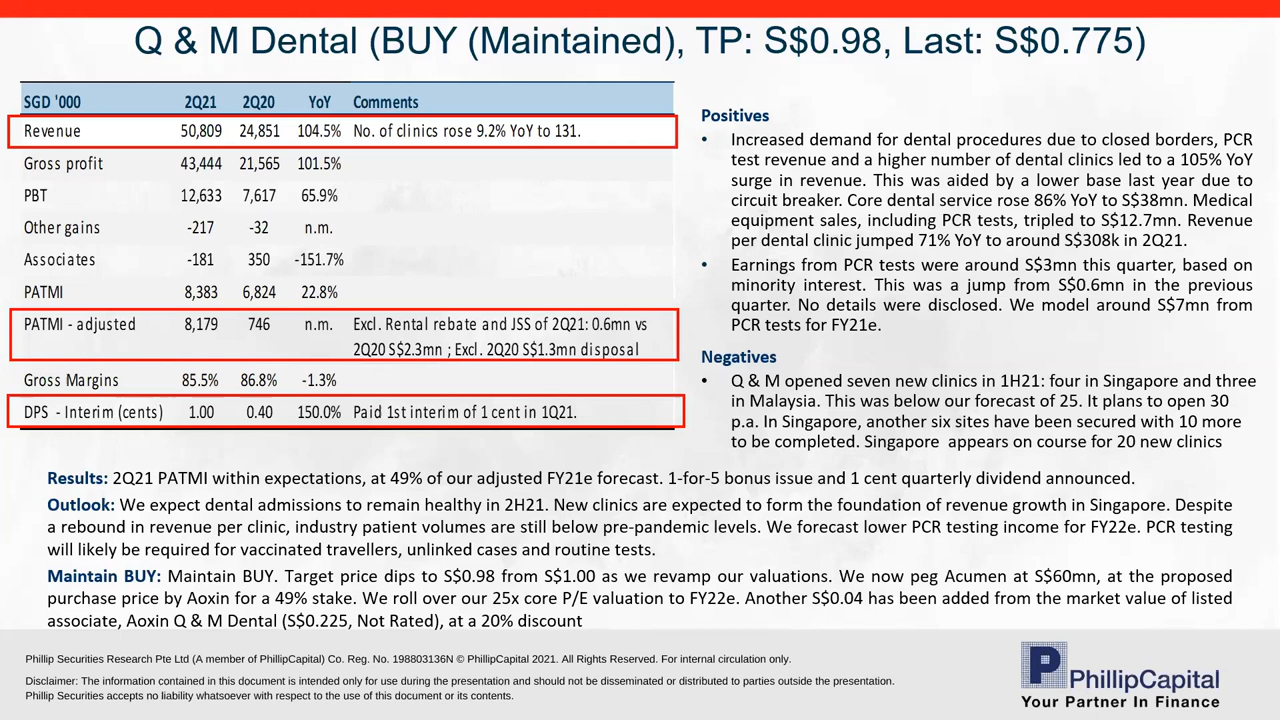 Q & M Dental (BUY (Maintained), TP: S$0.98, Last: S$0.775)
SGD '000 2Q21 2Q20 YoY Comments
Revenue 50,809 24,851 104.5% No. of clinics rose 9.2% YoY to 131.
Gross profit 43,444 21,565 101.5%
PBT 12,633 7,617 65.9%
Other gains -217 -32 n.m.
Associates -181 350 -151.7%
PATMI 8,383 6,824 22.8%
PATMI - adjusted 8,179 746 n.m. Excl. Rental rebate and JSS of 2Q21: 0.6mn vs
2Q20 S$2.3mn ; Excl. 2Q20 S$1.3mn disposal
Gross Margins 85.5% 86.8% -1.3%
DPS - Interim (cents) 1.00 0.40 150.0% Paid 1st interim of 1 cent in 1Q21.
Positives
• Increased demand for dental procedures due to closed borders, PCR
test revenue and a higher number of dental clinics led to a 105% YoY
surge in revenue. This was aided by a lower base last year due to
circuit breaker. Core dental service rose 86% YoY to S$38mn. Medical
equipment sales, including PCR tests, tripled to S$12.7mn. Revenue
per dental clinic jumped 71% YoY to around S$308k in 2Q21.
• Earnings from PCR tests were around S$3mn this quarter, based on
minority interest. This was a jump from S$0.6mn in the previous
quarter. No details were disclosed. We model around S$7mn from
PCR tests for FY21e.
Negatives
• Q & M opened seven new clinics in 1H21: four in Singapore and three
in Malaysia. This was below our forecast of 25. It plans to open 30
p.a. In Singapore, another six sites have been secured with 10 more
to be completed. Singapore appears on course for 20 new clinics
Results: 2Q21 PATMI within expectations, at 49% of our adjusted FY21e forecast. 1-for-5 bonus issue and 1 cent quarterly dividend announced.
Outlook: We expect dental admissions to remain healthy in 2H21. New clinics are expected to form the foundation of revenue growth in Singapore. Despite
a rebound in revenue per clinic, industry patient volumes are still below pre-pandemic levels. We forecast lower PCR testing income for FY22e. PCR testing
will likely be required for vaccinated travellers, unlinked cases and routine tests.
Maintain BUY: Maintain BUY. Target price dips to S$0.98 from S$1.00 as we revamp our valuations. We now peg Acumen at S$60mn, at the proposed
purchase price by Aoxin for a 49% stake. We roll over our 25x core P/E valuation to FY22e. Another S$0.04 has been added from the market value of listed
associate, Aoxin Q & M Dental (S$0.225, Not Rated), at a 20% discount
Phillip Securities Research Pte Ltd (A member of PhillipCapital) Co. Reg. No. 198803136N © PhillipCapital 2021. All Rights Reserved. For internal circulation only.
Disclaimer: The information contained in this document is intended only for use during the presentation and should not be disseminated or distributed to parties outside the presentation.
Phillip Securities accepts no liability whatsoever with respect to the use of this document or its contents.
PhillipCapital
Your Partner In Finance